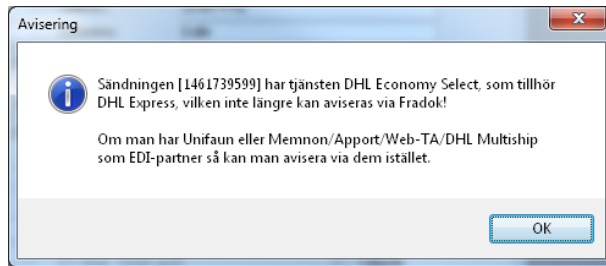 Avisering
Sändningen [1461739599] har tjänsten DHL Economy Select, som tillhör
DHL Express, vilken inte längre kan aviseras via Fradok!
Om man har Unifaun eller Memnon/Apport/Web-TA/DHL Multiship
som EDI-partner så kan man avisera via dem istället.
OK